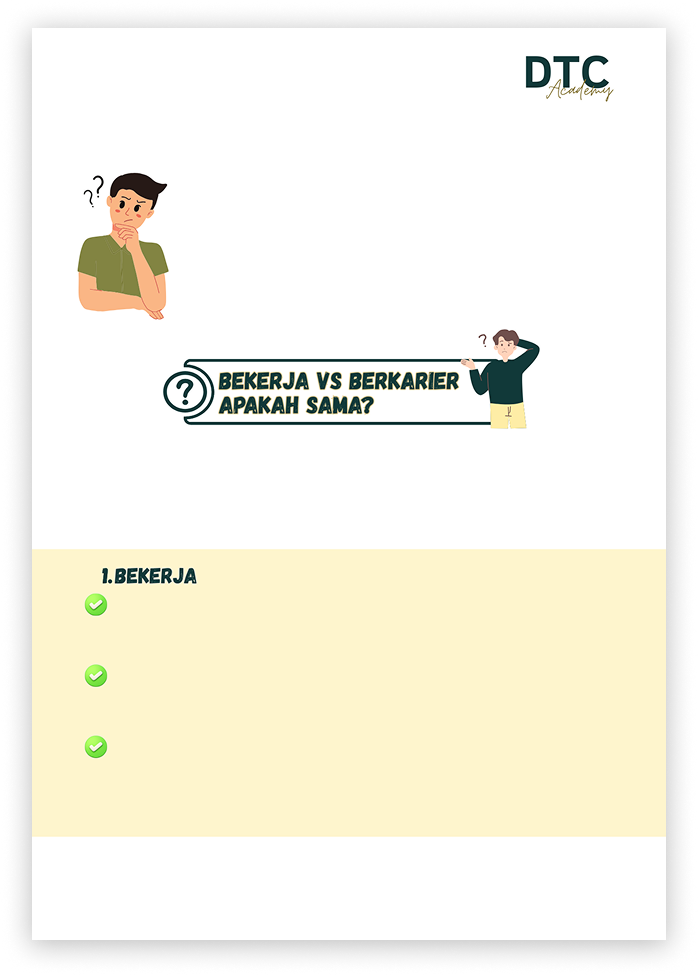 DTC
Academy
? ?
?
?
BEKERJA VS BERKARIER
APAKAH SAMA?
1. BEKERJA